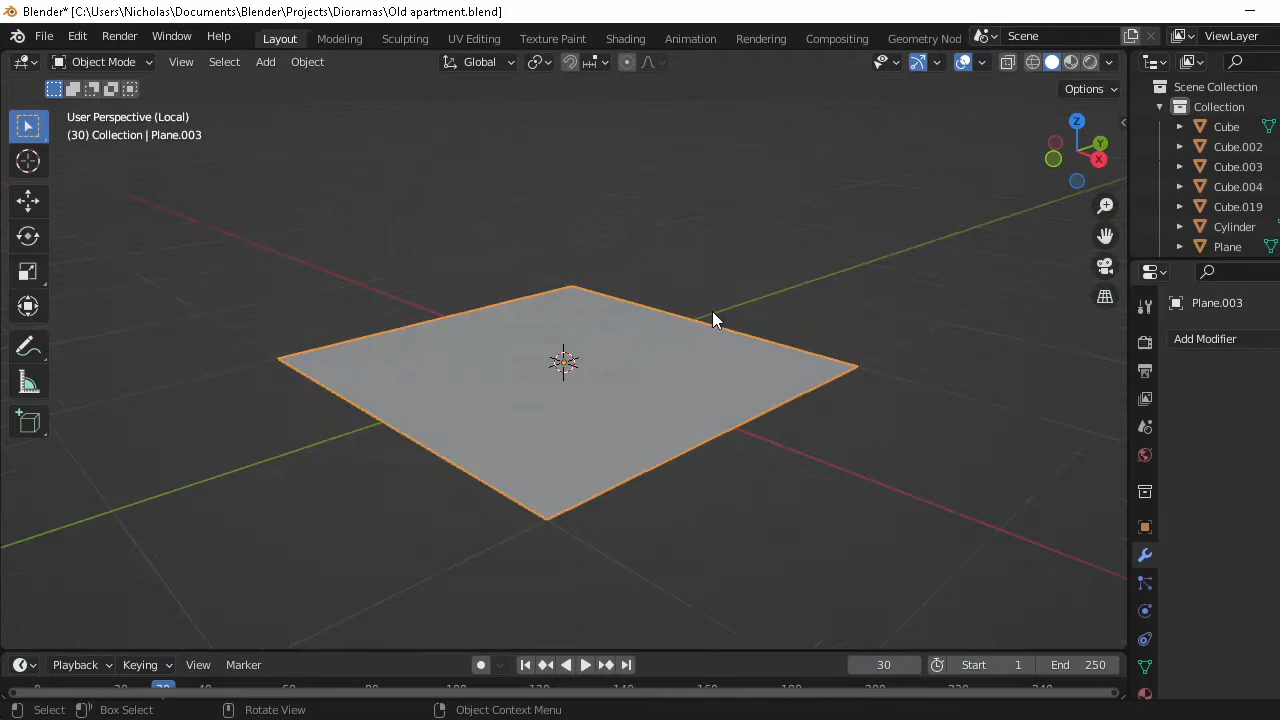 Blender* [C:\Users\Nicholas\Documents\Blender\Projects\Dioramas\Old apartment.blend]
File Edit Render Window Help Layout Modeling Sculpting UV Editing Texture Paint Shading Animation Rendering Compositing Geometry Nod Scene ViewLayer
Object Mode View Select Add Object Global
Options
User Perspective (Local)
(30) Collection | Plane.003
Z
Y
X
Scene Collection
Collection
Cube
Cube.002
Cube.003
Cube.004
Cube.019
Cylinder
Plane
Plane.003
Add Modifier
Playback Keying View Marker 30 Start 1 End 250
Select Box Select Rotate View Object Context Menu